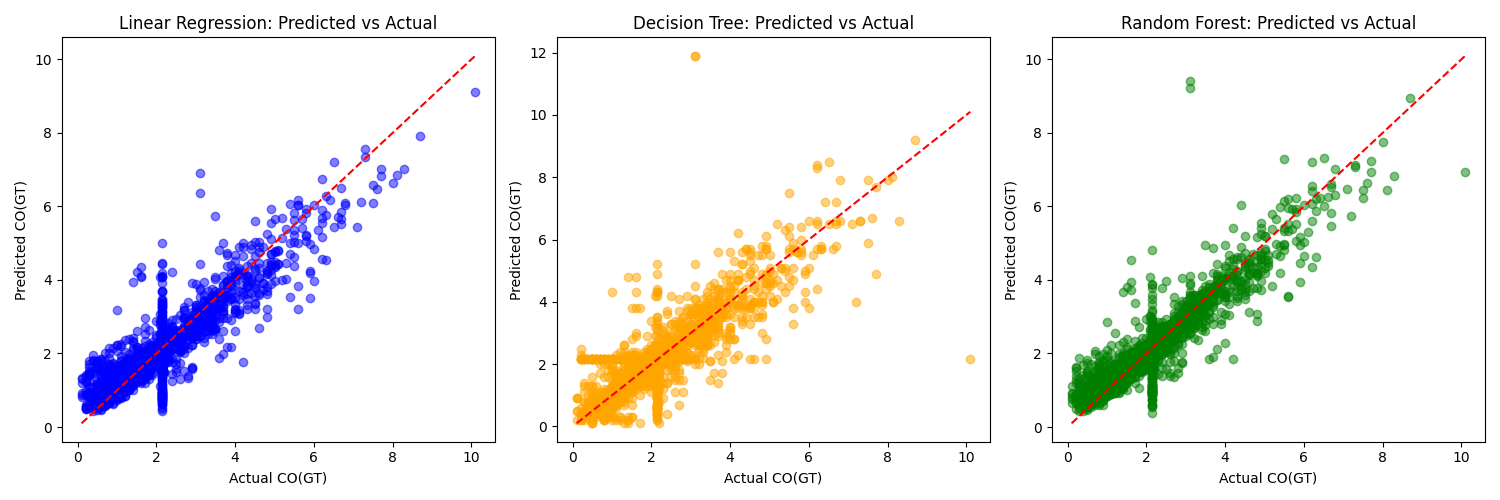 Linear Regression: Predicted vs Actual
Predicted CO(GT)
10
8
6
4
2
0
0 2 4 6 8 10
Actual CO(GT)
Decision Tree: Predicted vs Actual
Predicted CO(GT)
12
10
8
6
4
2
0
0 2 4 6 8 10
Actual CO(GT)
Random Forest: Predicted vs Actual
Predicted CO(GT)
10
8
6
4
2
0
0 2 4 6 8 10
Actual CO(GT)